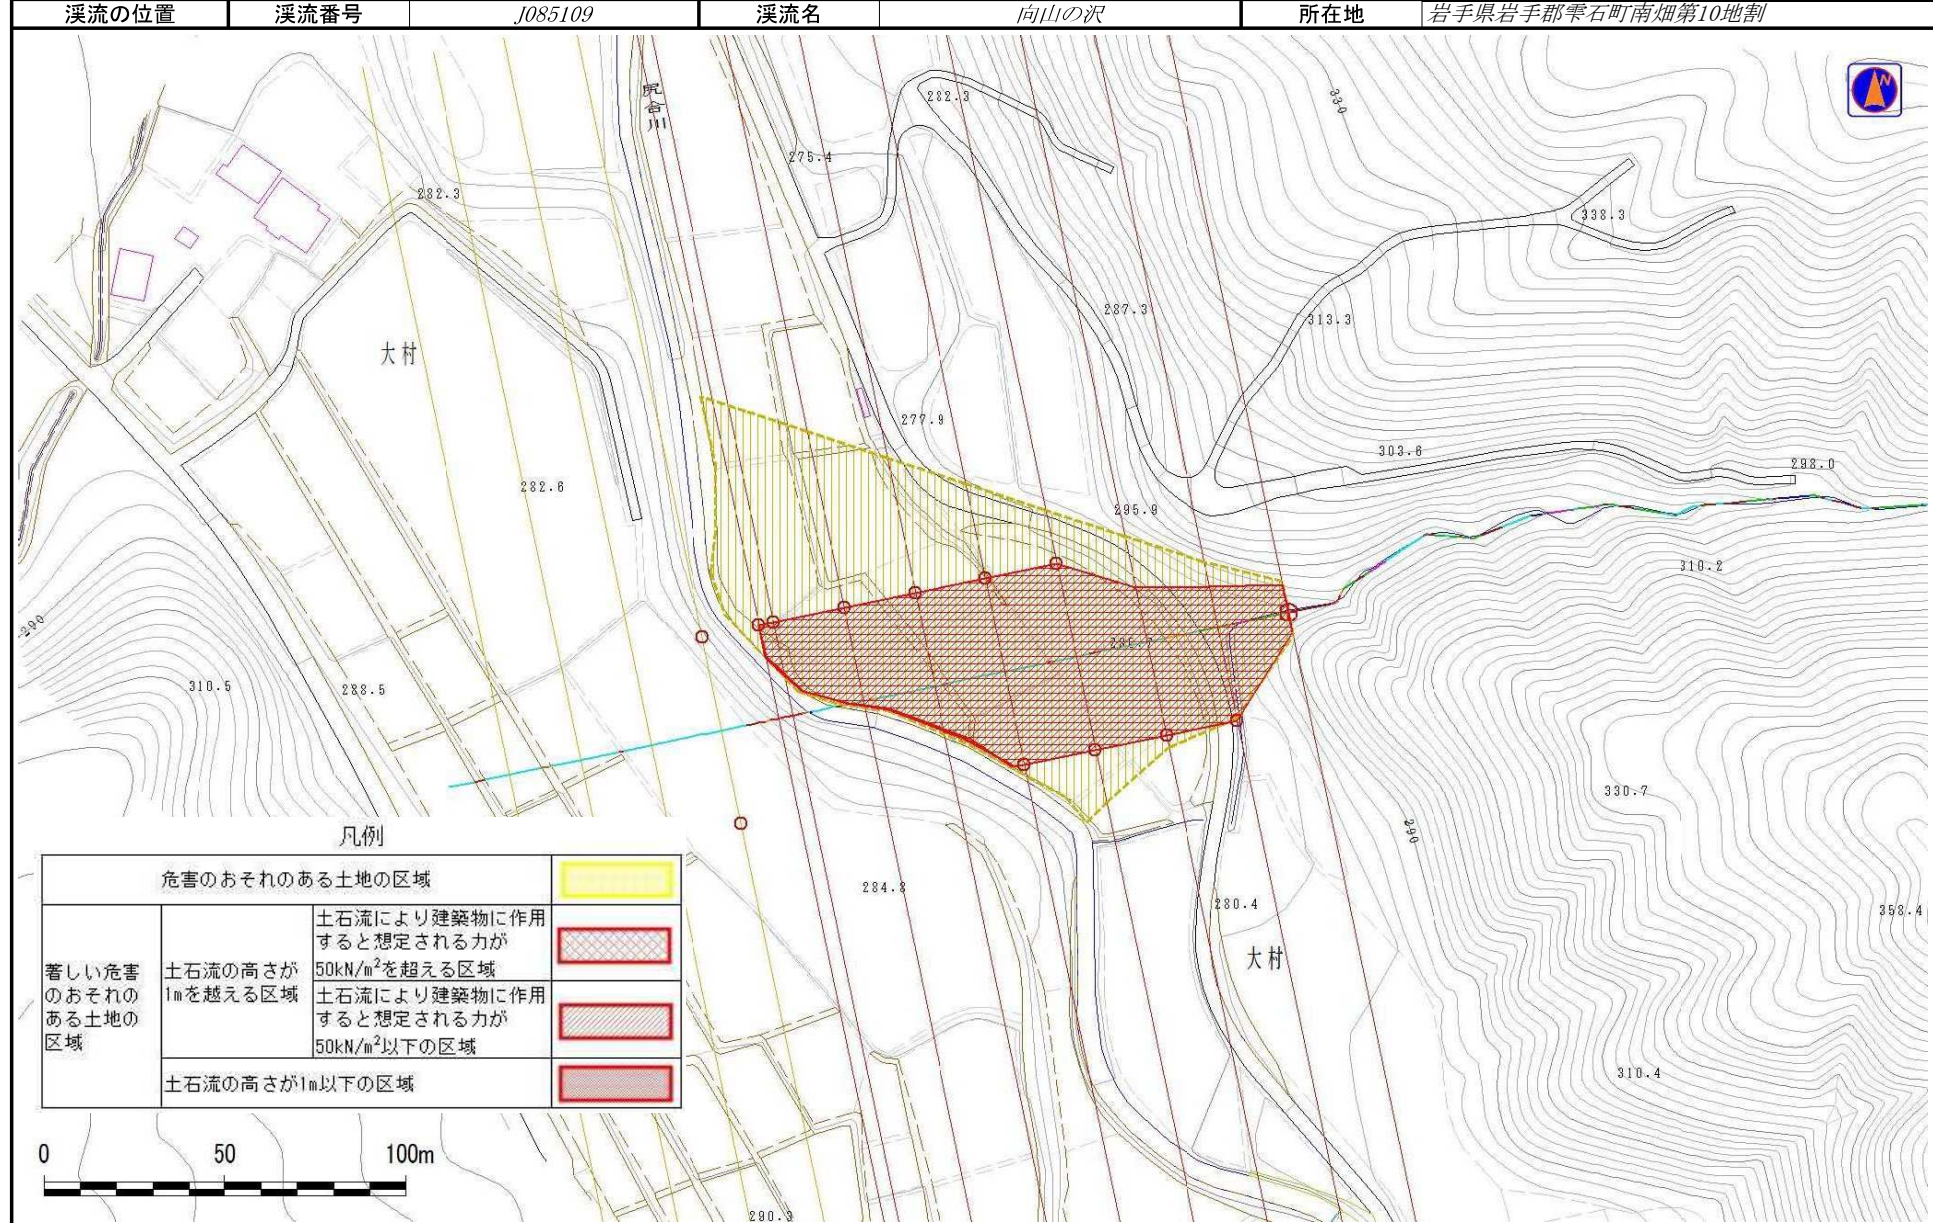 溪流の位置 溪流番号 J085109 溪流名 向山の沢 所在地 岩手県岩手郡雫石町南畑第10地割
N
尻合川
282.3
330
275.4
282.3
338.3
287.3
313.3
大村
277.9
303.6
298.0
282.6
295.9
310.2
290
310.5
288.5
330.7
290
284.8
280.4
358.4
大村
310.4
290.3
凡例
危害のおそれのある土地の区域
著しい危害
のおそれの
ある土地の
区域
土石流の高さが
1mを越える区域
土石流により建築物に作用
すると想定される力が
50kN/m²を超える区域
土石流により建築物に作用
すると想定される力が
50kN/m²以下の区域
土石流の高さが1m以下の区域
0 50 100m